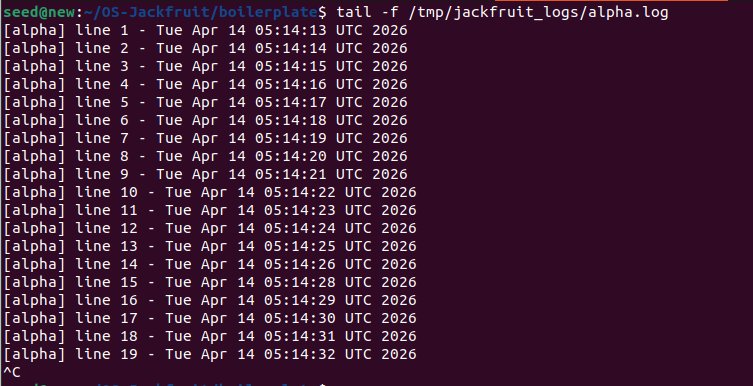 seed@new:~/OS-Jackfruit/boilerplate$ tail -f /tmp/jackfruit_logs/alpha.log
[alpha] line 1 - Tue Apr 14 05:14:13 UTC 2026
[alpha] line 2 - Tue Apr 14 05:14:14 UTC 2026
[alpha] line 3 - Tue Apr 14 05:14:15 UTC 2026
[alpha] line 4 - Tue Apr 14 05:14:16 UTC 2026
[alpha] line 5 - Tue Apr 14 05:14:17 UTC 2026
[alpha] line 6 - Tue Apr 14 05:14:18 UTC 2026
[alpha] line 7 - Tue Apr 14 05:14:19 UTC 2026
[alpha] line 8 - Tue Apr 14 05:14:20 UTC 2026
[alpha] line 9 - Tue Apr 14 05:14:21 UTC 2026
[alpha] line 10 - Tue Apr 14 05:14:22 UTC 2026
[alpha] line 11 - Tue Apr 14 05:14:23 UTC 2026
[alpha] line 12 - Tue Apr 14 05:14:24 UTC 2026
[alpha] line 13 - Tue Apr 14 05:14:25 UTC 2026
[alpha] line 14 - Tue Apr 14 05:14:26 UTC 2026
[alpha] line 15 - Tue Apr 14 05:14:28 UTC 2026
[alpha] line 16 - Tue Apr 14 05:14:29 UTC 2026
[alpha] line 17 - Tue Apr 14 05:14:30 UTC 2026
[alpha] line 18 - Tue Apr 14 05:14:31 UTC 2026
[alpha] line 19 - Tue Apr 14 05:14:32 UTC 2026
^C